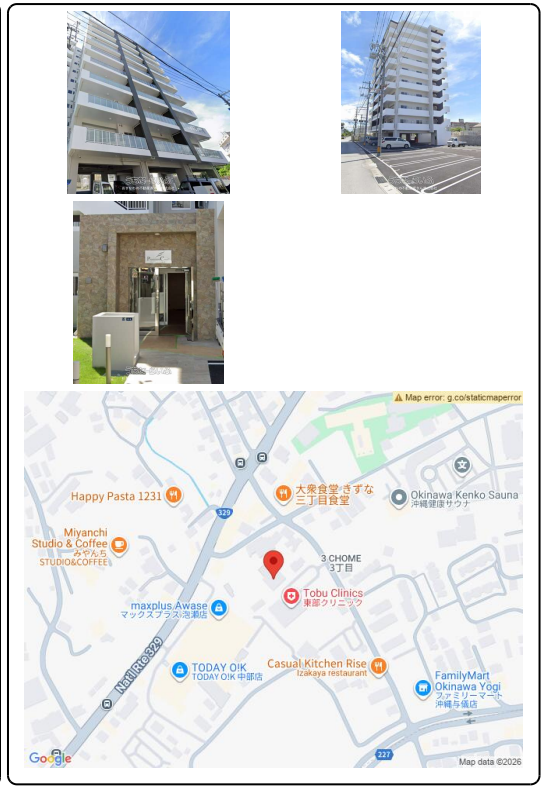 Map error: g.co/staticmaperror
Happy Pasta 1231
大衆食堂 きずな
三丁目食堂
Okinawa Kenko Sauna
沖縄健康サウナ
329
Miyanchi
Studio & Coffee
みやんち
STUDIO&COFFEE
3 CHOME
3丁目
Tobu Clinics
東部クリニック
maxplus Awase
マックスプラス 泡瀬店
Nat'l Rte 329
TODAY O!K
TODAY O!K 中部店
Casual Kitchen Rise
Izakaya restaurant
FamilyMart
Okinawa Yogi
ファミリーマート
沖縄与儀店
227
Google
Map data ©2026